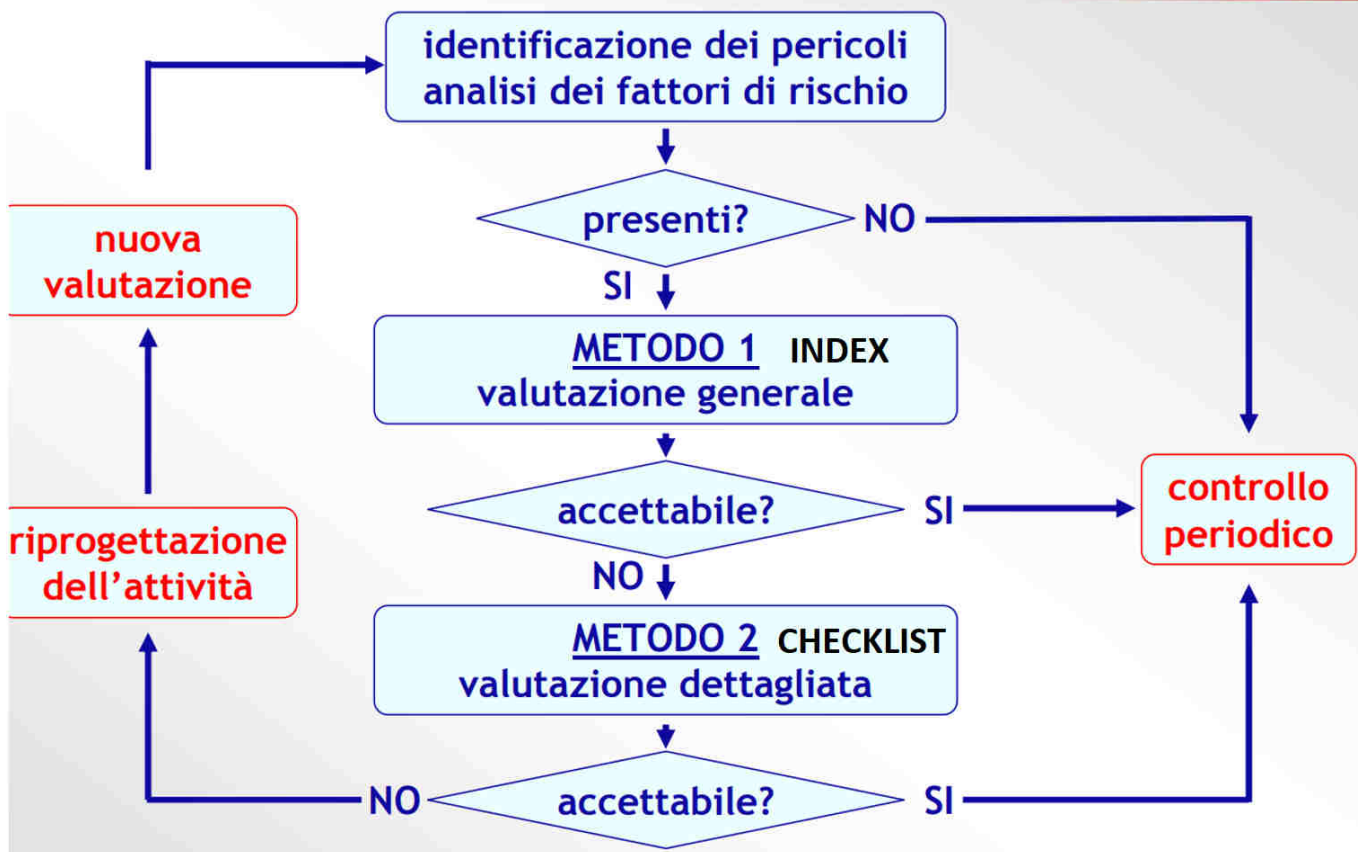 identificazione dei pericoli
analisi dei fattori di rischio
presenti?
NO
SI
nuova
valutazione
METODO 1 INDEX
valutazione generale
accettabile?
SI
NO
controllo
periodico
riprogettazione
dell'attività
METODO 2 CHECKLIST
valutazione dettagliata
NO
accettabile?
SI